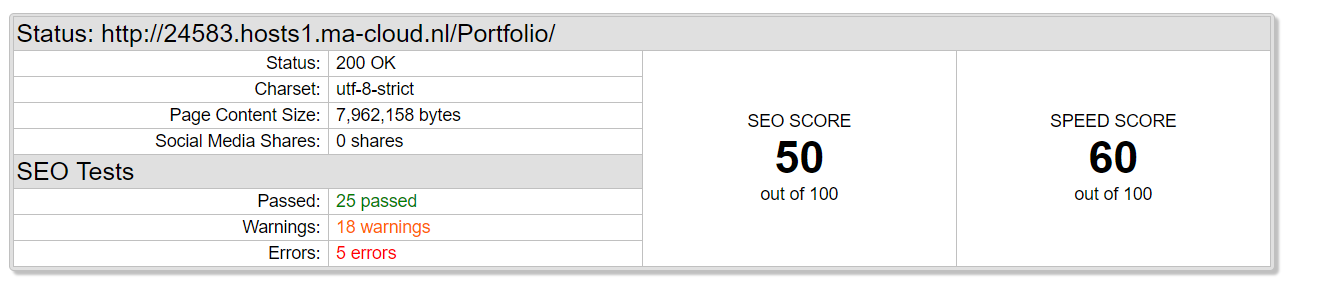 Status: http://24583.hosts1.ma-cloud.nl/Portfolio/
Status: 200 OK
Charset: utf-8-strict
Page Content Size: 7,962,158 bytes
Social Media Shares: 0 shares
SEO Tests
Passed: 25 passed
Warnings: 18 warnings
Errors: 5 errors
SEO SCORE
50
out of 100
SPEED SCORE
60
out of 100